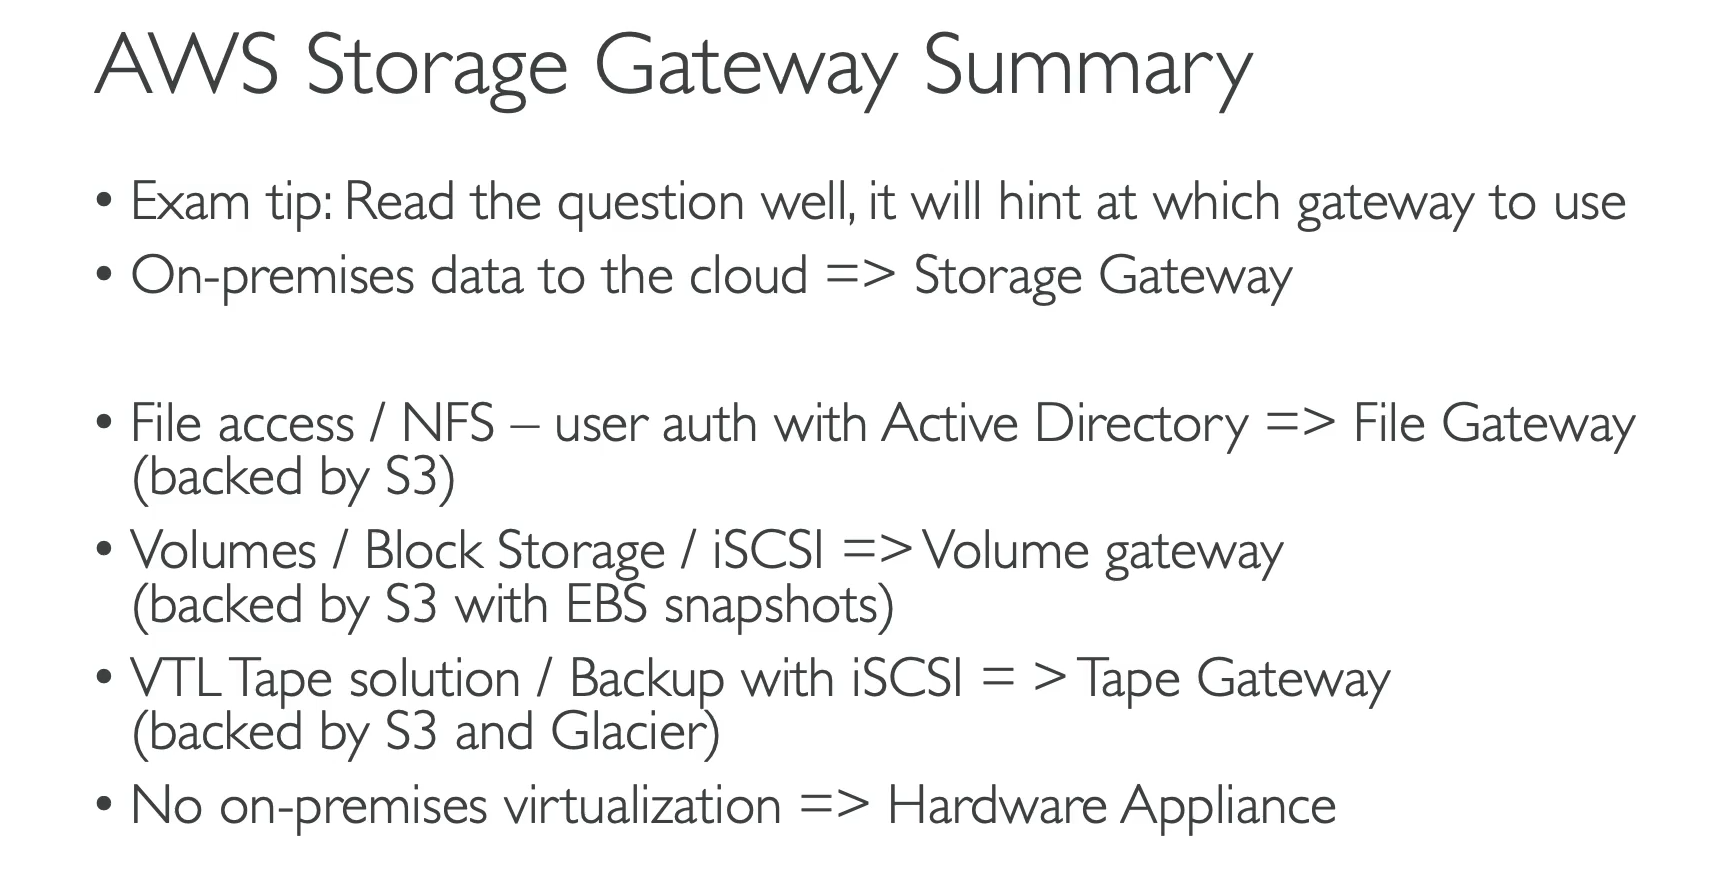 AWS Storage Gateway Summary
• Exam tip: Read the question well, it will hint at which gateway to use
• On-premises data to the cloud => Storage Gateway
• File access / NFS – user auth with Active Directory => File Gateway
(backed by S3)
• Volumes / Block Storage / iSCSI => Volume gateway
(backed by S3 with EBS snapshots)
• VTL Tape solution / Backup with iSCSI = > Tape Gateway
(backed by S3 and Glacier)
• No on-premises virtualization => Hardware Appliance